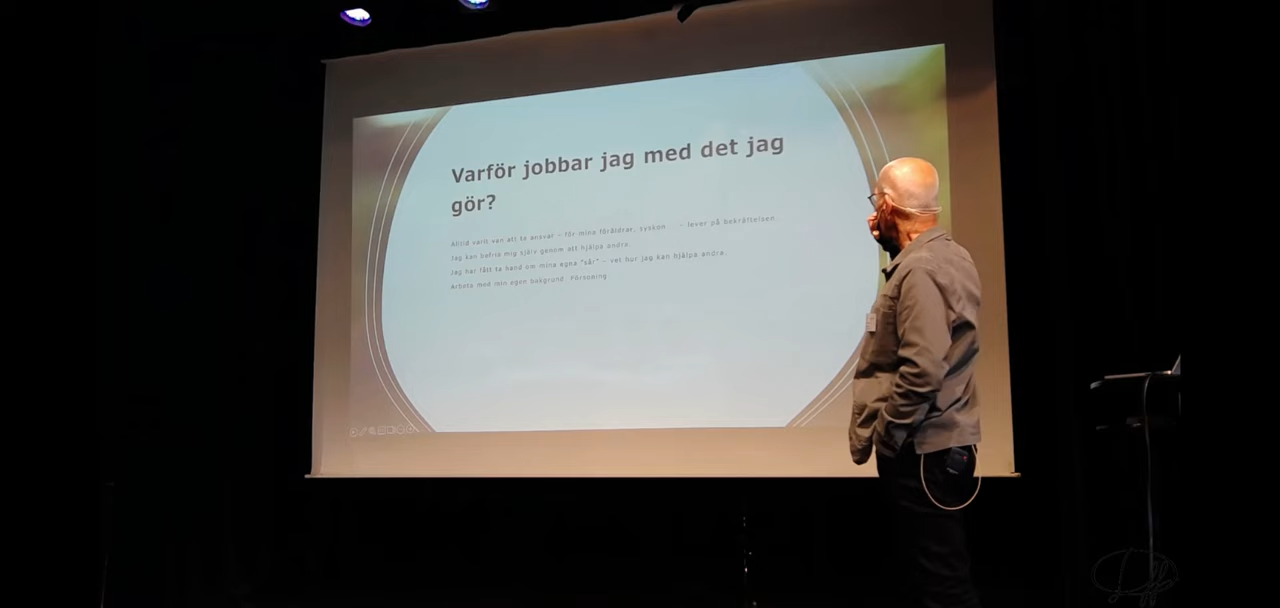 Varför jobbar jag med det jag
gör?
Alltid varit van att ta ansvar – för mina föräldrar, syskon... - lever på bekräftelsen.
Jag kan befria mig själv genom att hjälpa andra.
Jag har fått ta hand om mina egna "sår" – vet hur jag kan hjälpa andra.
Arbeta med min egen bakgrund. Försoning